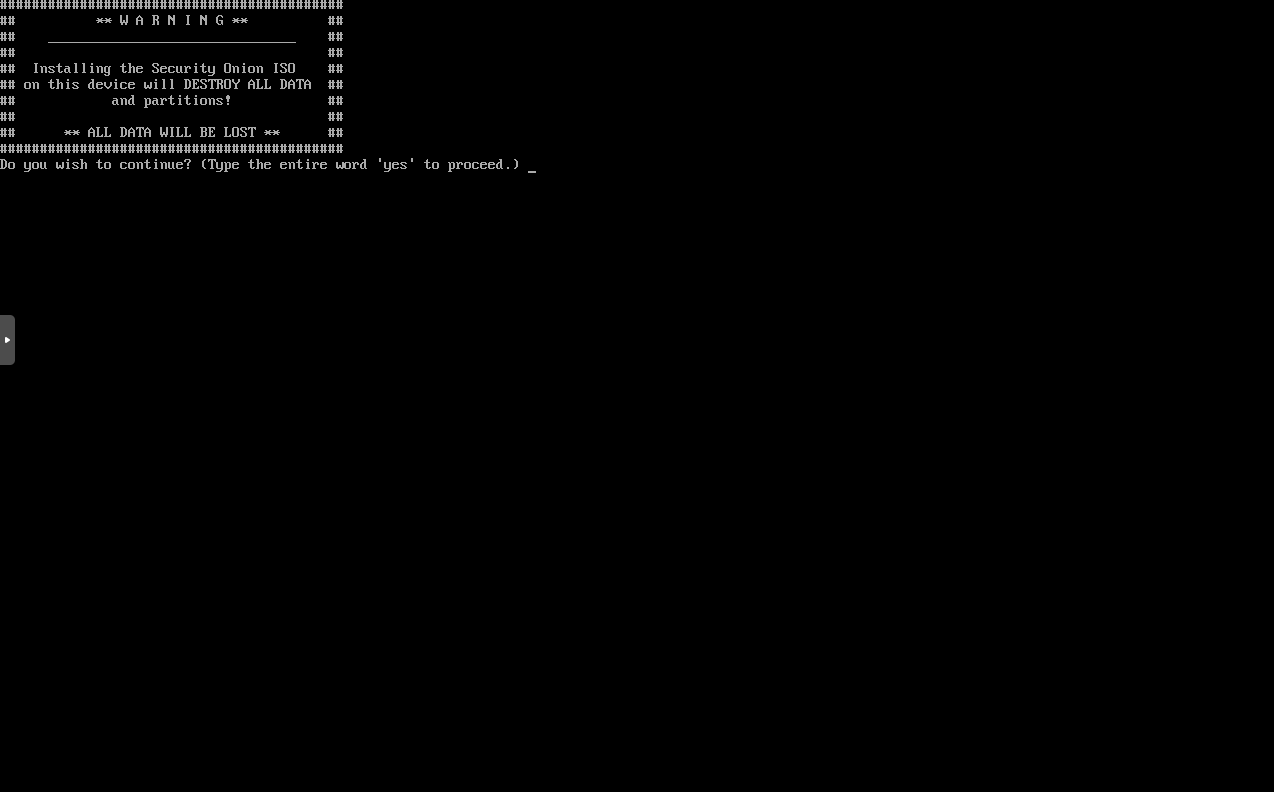 ###########################################
## ** W A R N I N G ** ##
## _______________________________ ##
## ##
## Installing the Security Onion ISO ##
## on this device will DESTROY ALL DATA ##
## and partitions! ##
## ##
## ** ALL DATA WILL BE LOST ** ##
###########################################
Do you wish to continue? (Type the entire word 'yes' to proceed.) _